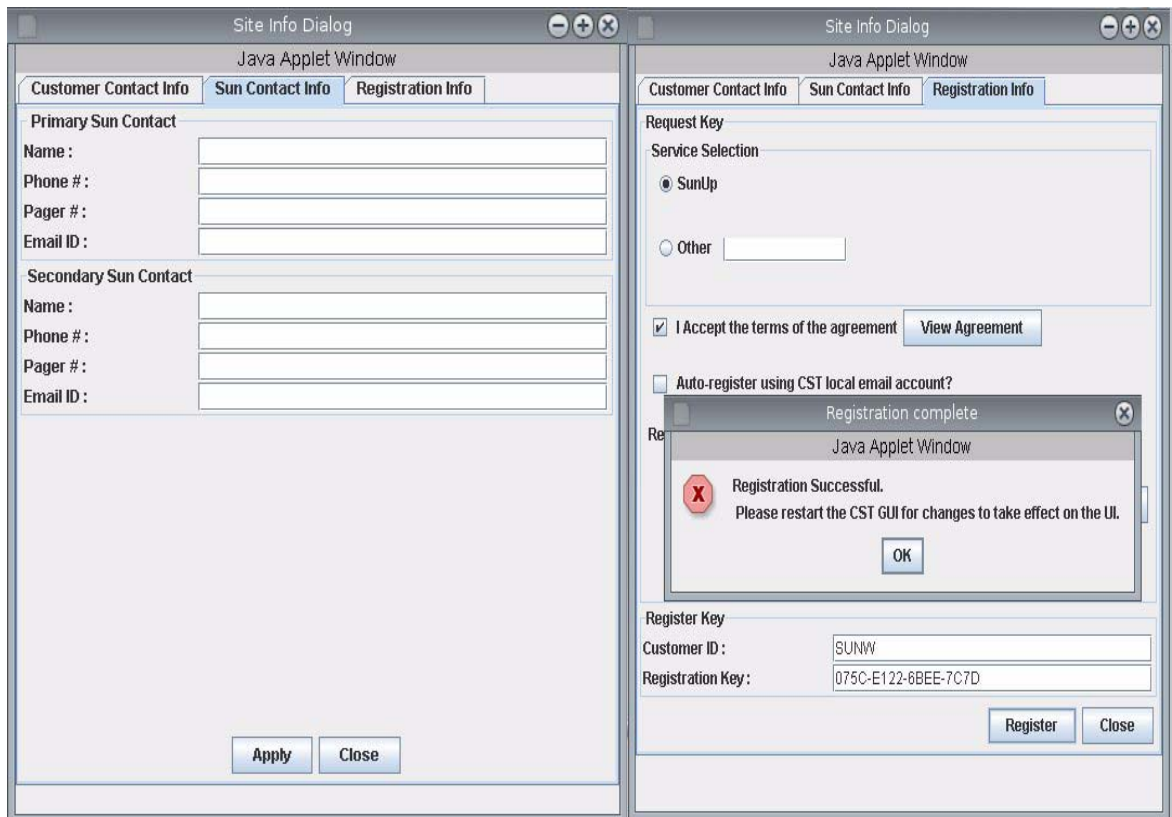 Site Info Dialog
Java Applet Window
Customer Contact Info Sun Contact Info Registration Info
Primary Sun Contact
Name :
Phone # :
Pager # :
Email ID :
Secondary Sun Contact
Name :
Phone # :
Pager # :
Email ID :
Apply Close
Site Info Dialog
Java Applet Window
Customer Contact Info Sun Contact Info Registration Info
Request Key
Service Selection
SunUp
Other
I Accept the terms of the agreement View Agreement
Auto-register using CST local email account?
Re
Registration complete
Java Applet Window
X
Registration Successful.
Please restart the CST GUI for changes to take effect on the UI.
OK
Register Key
Customer ID : SUNW
Registration Key : 075C-E122-6BEE-7C7D
Register Close